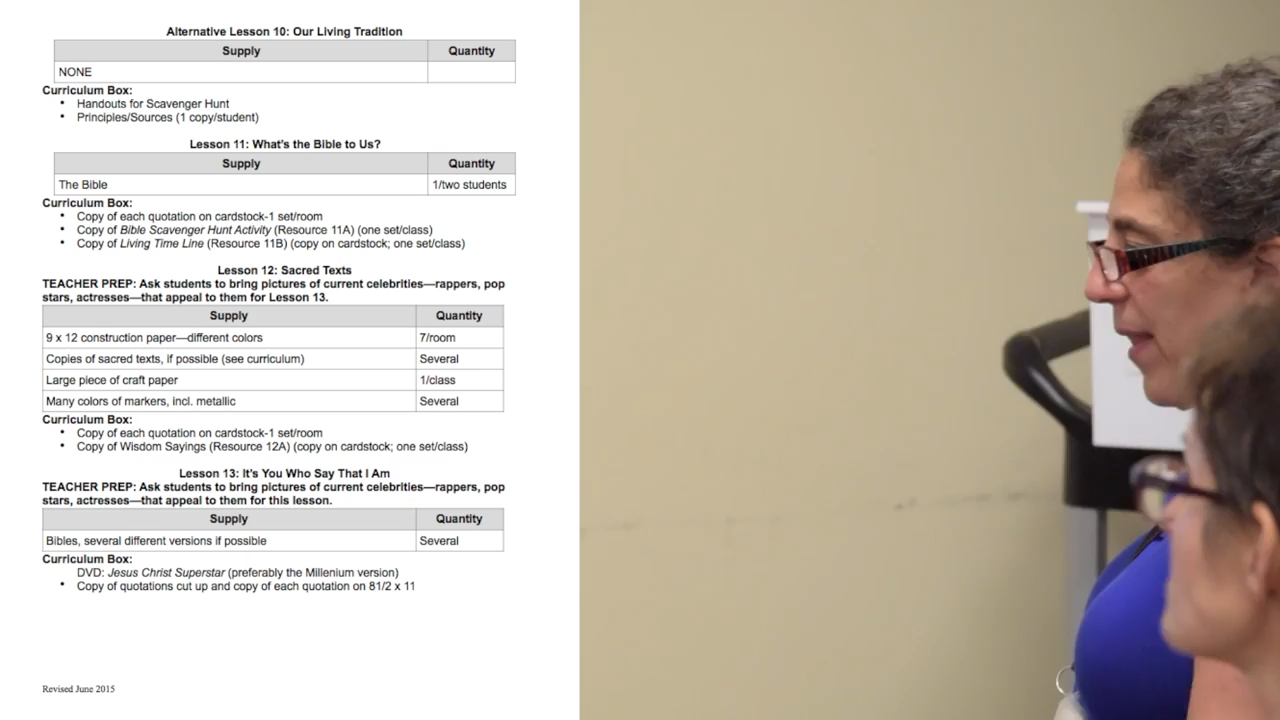 Alternative Lesson 10: Our Living Tradition
Supply Quantity
NONE
Curriculum Box:
• Handouts for Scavenger Hunt
• Principles/Sources (1 copy/student)
Lesson 11: What's the Bible to Us?
Supply Quantity
The Bible 1/two students
Curriculum Box:
• Copy of each quotation on cardstock-1 set/room
• Copy of Bible Scavenger Hunt Activity (Resource 11A) (one set/class)
• Copy of Living Time Line (Resource 11B) (copy on cardstock; one set/class)
Lesson 12: Sacred Texts
TEACHER PREP: Ask students to bring pictures of current celebrities—rappers, pop
stars, actresses—that appeal to them for Lesson 13.
Supply Quantity
9 x 12 construction paper—different colors 7/room
Copies of sacred texts, if possible (see curriculum) Several
Large piece of craft paper 1/class
Many colors of markers, incl. metallic Several
Curriculum Box:
• Copy of each quotation on cardstock-1 set/room
• Copy of Wisdom Sayings (Resource 12A) (copy on cardstock; one set/class)
Lesson 13: It's You Who Say That I Am
TEACHER PREP: Ask students to bring pictures of current celebrities—rappers, pop
stars, actresses—that appeal to them for this lesson.
Supply Quantity
Bibles, several different versions if possible Several
Curriculum Box:
DVD: Jesus Christ Superstar (preferably the Millenium version)
• Copy of quotations cut up and copy of each quotation on 81/2 x 11
Revised June 2015